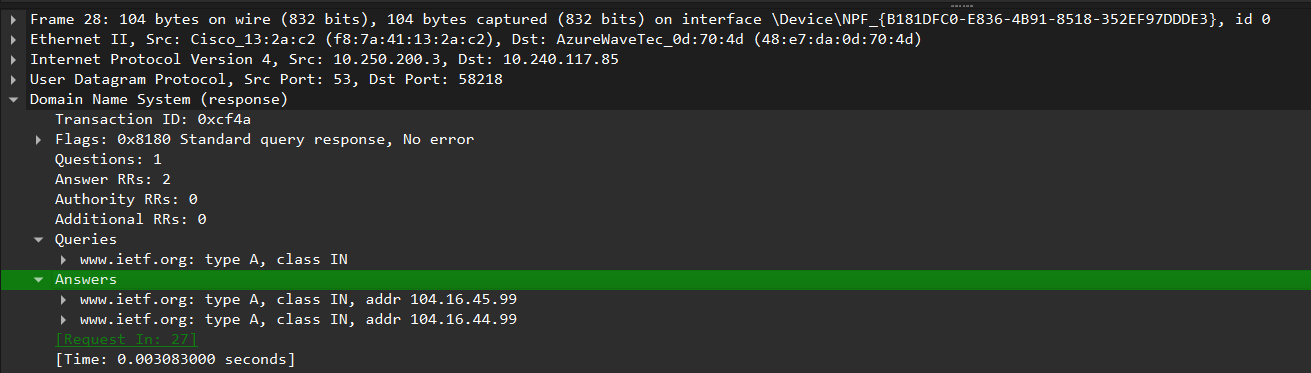 Frame 28: 104 bytes on wire (832 bits), 104 bytes captured (832 bits) on interface \Device\NPF_{B181DFC0-E836-4B91-8518-352EF97DDDE3}, id 0
Ethernet II, Src: Cisco_13:2a:c2 (f8:7a:41:13:2a:c2), Dst: AzureWaveTec_0d:70:4d (48:e7:da:0d:70:4d)
Internet Protocol Version 4, Src: 10.250.200.3, Dst: 10.240.117.85
User Datagram Protocol, Src Port: 53, Dst Port: 58218
Domain Name System (response)
Transaction ID: 0xcf4a
Flags: 0x8180 Standard query response, No error
Questions: 1
Answer RRs: 2
Authority RRs: 0
Additional RRs: 0
Queries
www.ietf.org: type A, class IN
Answers
www.ietf.org: type A, class IN, addr 104.16.45.99
www.ietf.org: type A, class IN, addr 104.16.44.99
[Request In: 27]
[Time: 0.003083000 seconds]